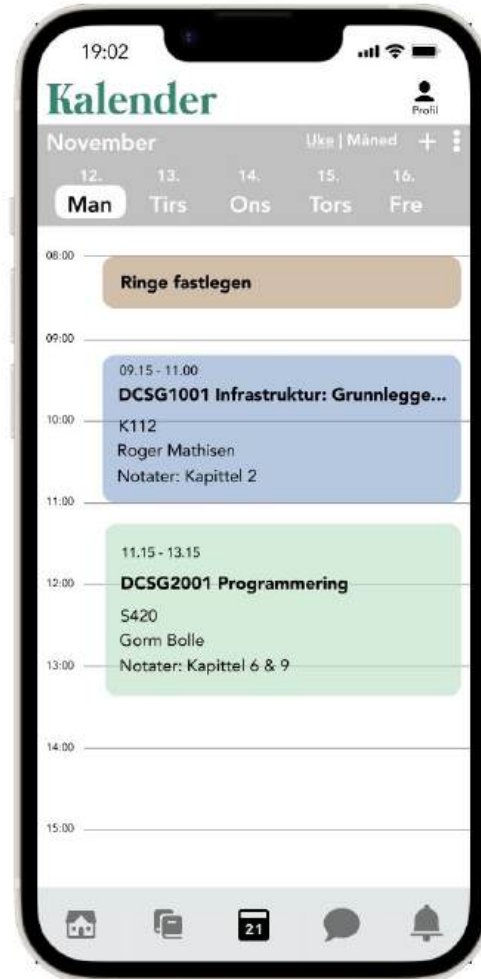 19:02
Kalender
Profil
November Uke | Måned +
12. 13. 14. 15. 16.
Man Tirs Ons Tors Fre
08:00
Ringe fastlegen
09:00
09.15 - 11.00
DCSG1001 Infrastruktur: Grunnlegge...
10:00
K112
Roger Mathisen
Notater: Kapittel 2
11:00
11.15 - 13.15
12:00
DCSG2001 Programmering
S420
Gorm Bolle
13:00
Notater: Kapittel 6 & 9
14:00
15:00
21